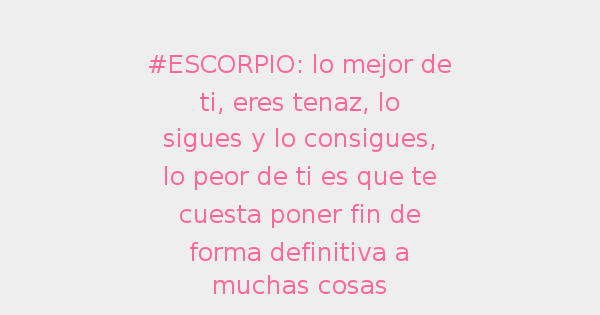 #ESCORPIO: lo mejor de
ti, eres tenaz, lo
sigues y lo consigues,
lo peor de ti es que te
cuesta poner fin de
forma definitiva a
muchas cosas